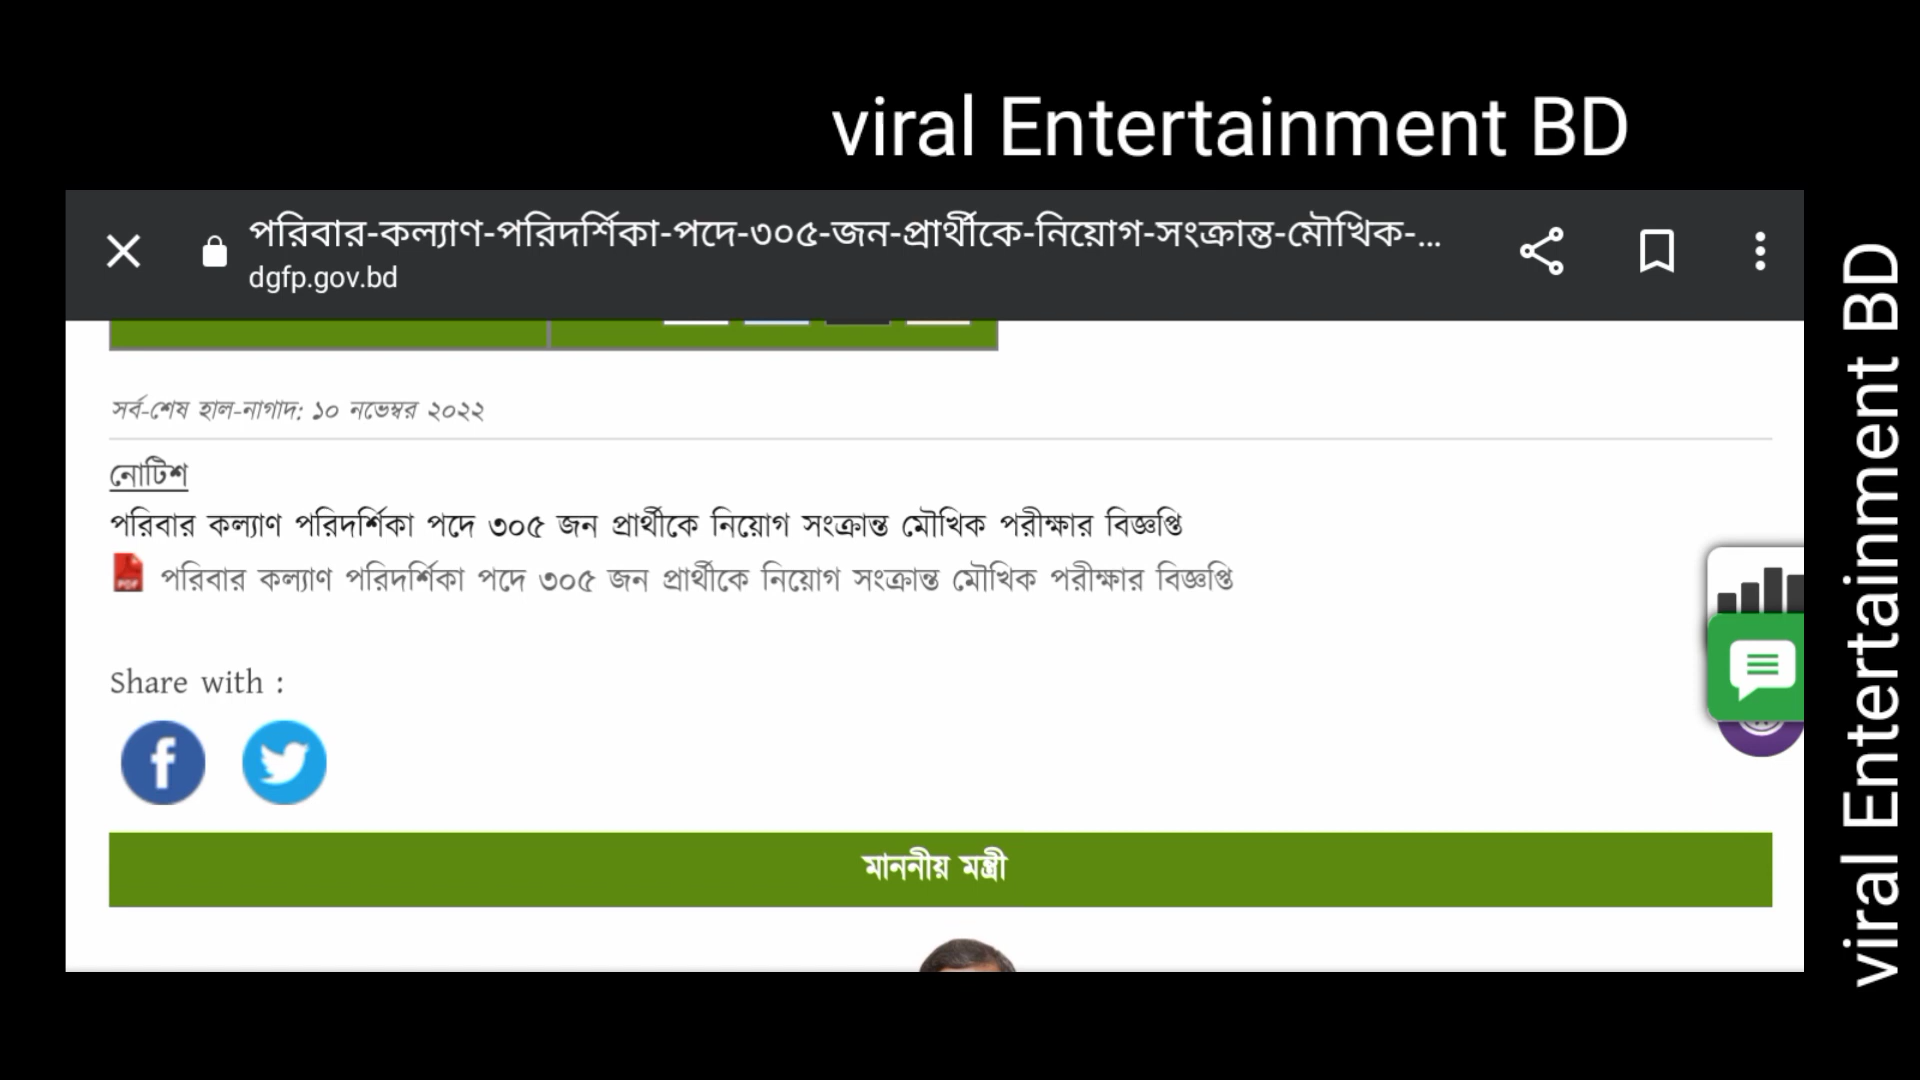 viral Entertainment BD
পরিবার-কল্যাণ-পরিদর্শিকা-পদে-৩০৫-জন-প্রার্থীকে-নিয়োগ-সংক্রান্ত-মৌখিক-...
dgfp.gov.bd
সর্ব-শেষ হাল-নাগাদ: ১০ নভেম্বর ২০২২
নোটিশ
পরিবার কল্যাণ পরিদর্শিকা পদে ৩০৫ জন প্রার্থীকে নিয়োগ সংক্রান্ত মৌখিক পরীক্ষার বিজ্ঞপ্তি
PDF
পরিবার কল্যাণ পরিদর্শিকা পদে ৩০৫ জন প্রার্থীকে নিয়োগ সংক্রান্ত মৌখিক পরীক্ষার বিজ্ঞপ্তি
Share with :
মাননীয় মন্ত্রী
viral Entertainment BD